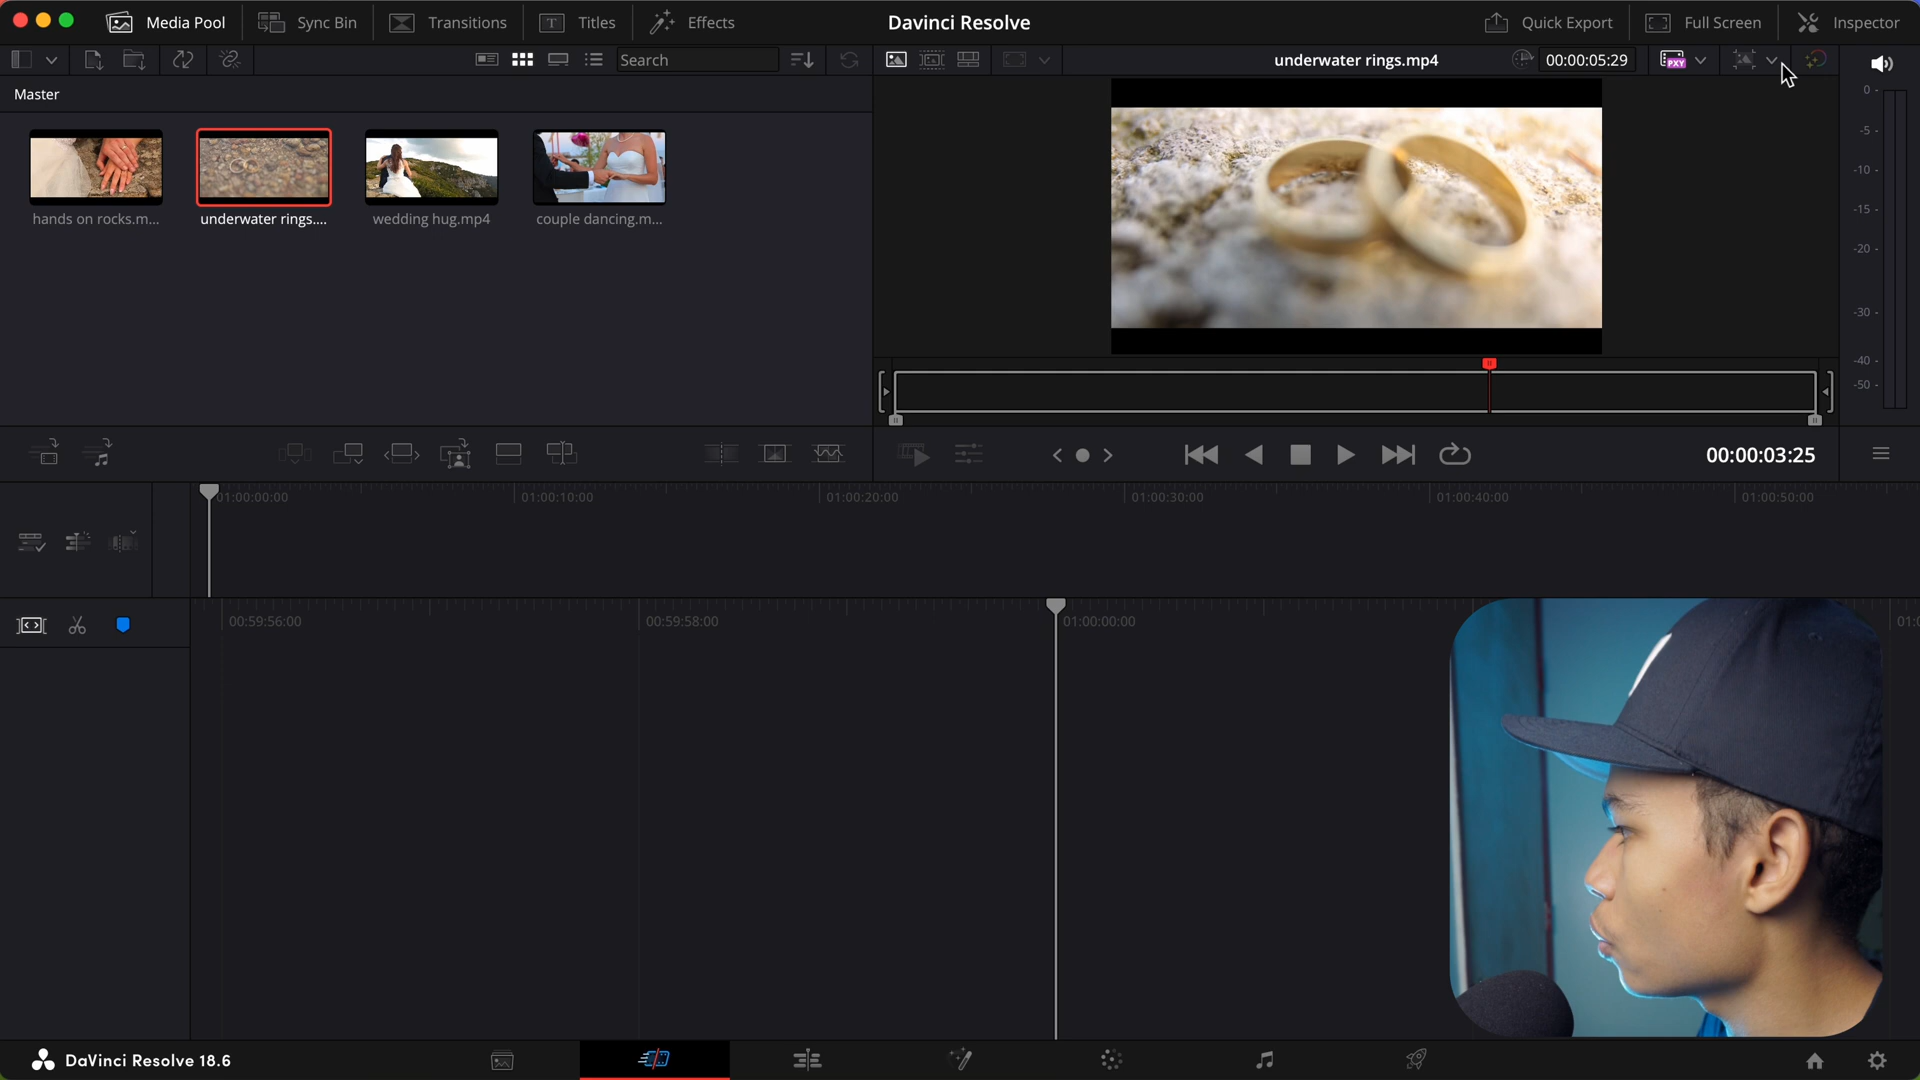 Media Pool
Sync Bin
Transitions
T Titles
Effects
Davinci Resolve
Quick Export
Full Screen
Inspector
Search
underwater rings.mp4
00:00:05:29
PXY
Master
hands on rocks.m...
underwater rings....
wedding hug.mp4
couple dancing.m...
0 -
-5 -
-10 -
-15 -
-20 -
-30 -
-40 -
-50 -
00:00:03:25
01:00:00:00
01:00:10:00
01:00:20:00
01:00:30:00
01:00:40:00
01:00:50:00
00:59:56:00
00:59:58:00
01:00:00:00
01:0
DaVinci Resolve 18.6